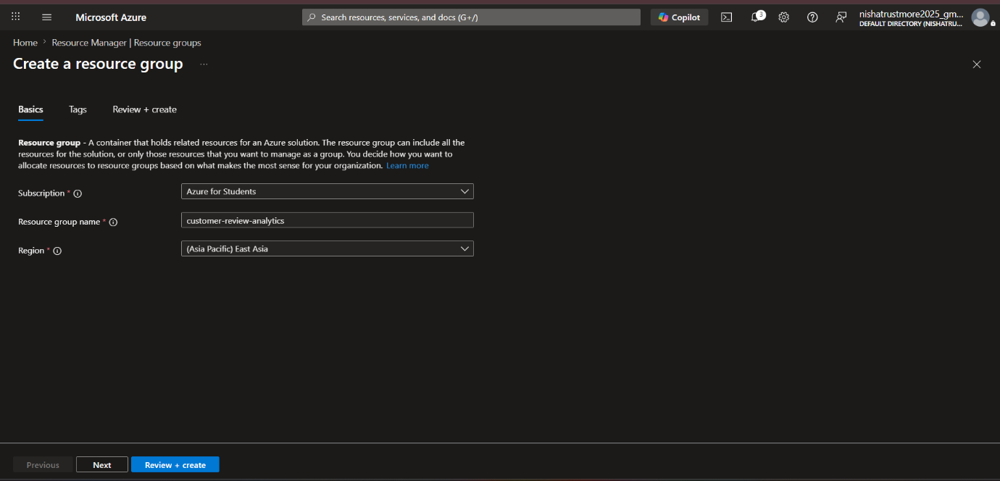 Microsoft Azure
Search resources, services, and docs (G+/)
Copilot
3
nishatrustmore2025_gm...
DEFAULT DIRECTORY (NISHATRU...
Home > Resource Manager | Resource groups
Create a resource group ...
Basics Tags Review + create
Resource group - A container that holds related resources for an Azure solution. The resource group can include all the
resources for the solution, or only those resources that you want to manage as a group. You decide how you want to
allocate resources to resource groups based on what makes the most sense for your organization. Learn more
Subscription * Azure for Students
Resource group name * customer-review-analytics
Region * (Asia Pacific) East Asia
Previous Next Review + create